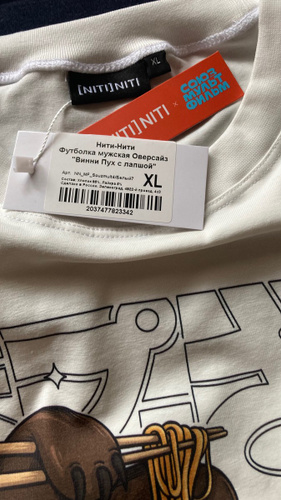 [NITI]NITI
XL
[NITI]NITI
×
СОЮЗ
МУЛЬТ
ФИЛЬМ
Нити-Нити
Футболка мужская Оверсайз
"Винни Пух с лапшой"
XL
2037477823342